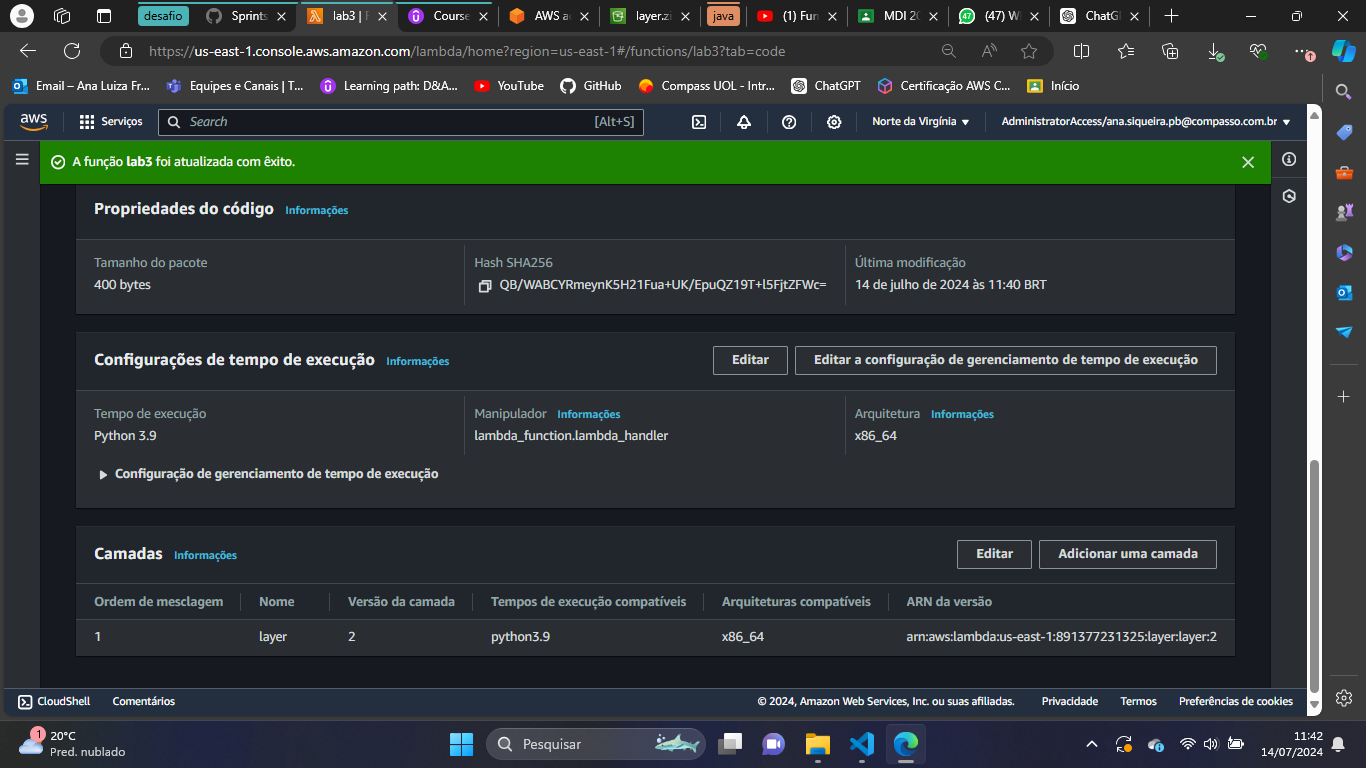 desafio
Sprints
lab3 | F
Course
AWS a
layer.zi
java
(1) Fun
MDI 20
(47) W
ChatGP
https://us-east-1.console.aws.amazon.com/lambda/home?region=us-east-1#/functions/lab3?tab=code
Email – Ana Luiza Fr...
Equipes e Canais | T...
Learning path: D&A...
YouTube
GitHub
Compass UOL - Intr...
ChatGPT
Certificação AWS C...
Início
aws
Serviços
Search
[Alt+S]
Norte da Virgínia
AdministratorAccess/ana.siqueira.pb@compasso.com.br
A função lab3 foi atualizada com êxito.
Propriedades do código Informações
Tamanho do pacote
400 bytes
Hash SHA256
QB/WABCYRmeynK5H21Fua+UK/EpuQZ19T+l5FjtZFWc=
Última modificação
14 de julho de 2024 às 11:40 BRT
Configurações de tempo de execução Informações
Editar
Editar a configuração de gerenciamento de tempo de execução
Tempo de execução
Python 3.9
Manipulador Informações
lambda_function.lambda_handler
Arquitetura Informações
x86_64
Configuração de gerenciamento de tempo de execução
Camadas Informações
Editar
Adicionar uma camada
Ordem de mesclagem Nome Versão da camada Tempos de execução compatíveis Arquiteturas compatíveis ARN da versão
1 layer 2 python3.9 x86_64 arn:aws:lambda:us-east-1:891377231325:layer:layer:2
CloudShell
Comentários
© 2024, Amazon Web Services, Inc. ou suas afiliadas.
Privacidade
Termos
Preferências de cookies
1
20°C
Pred. nublado
Pesquisar
11:42
14/07/2024